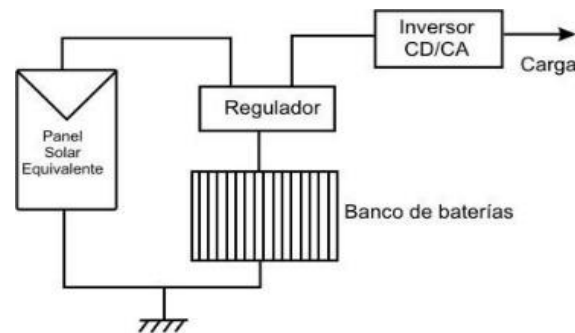 Inversor
CD/CA
Carga
Regulador
Panel
Solar
Equivalente
Banco de baterías